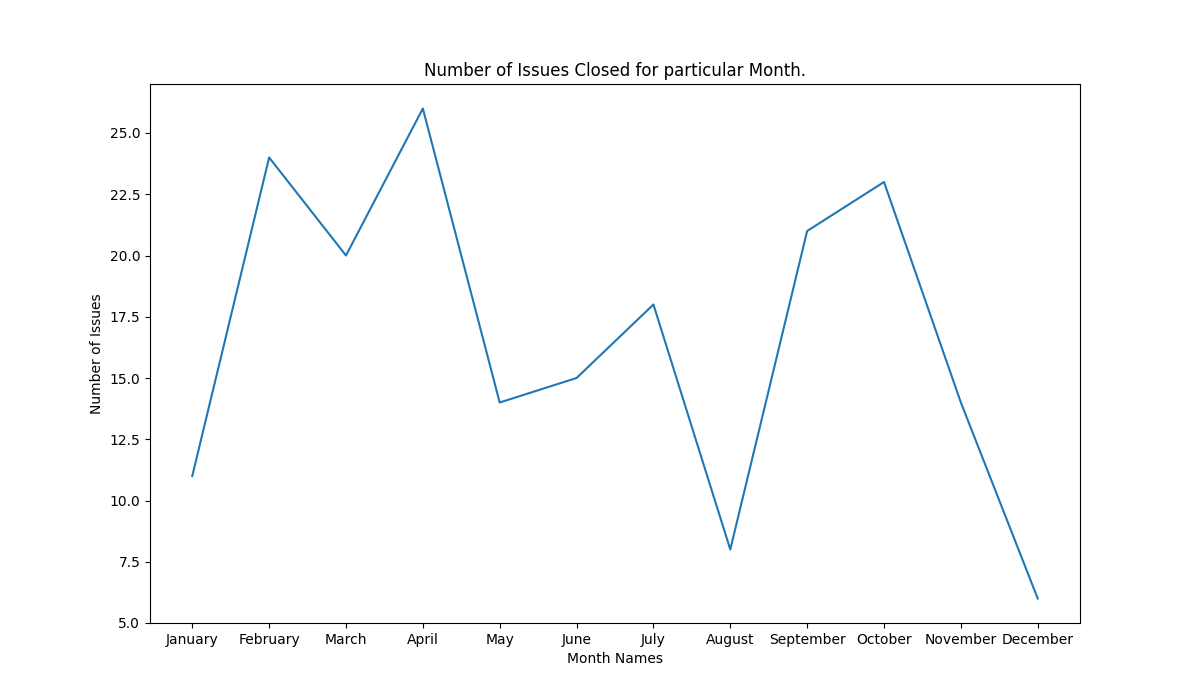 Number of Issues Closed for particular Month.
Number of Issues
25.0
22.5
20.0
17.5
15.0
12.5
10.0
7.5
5.0
January February March April May June July August September October November December
Month Names